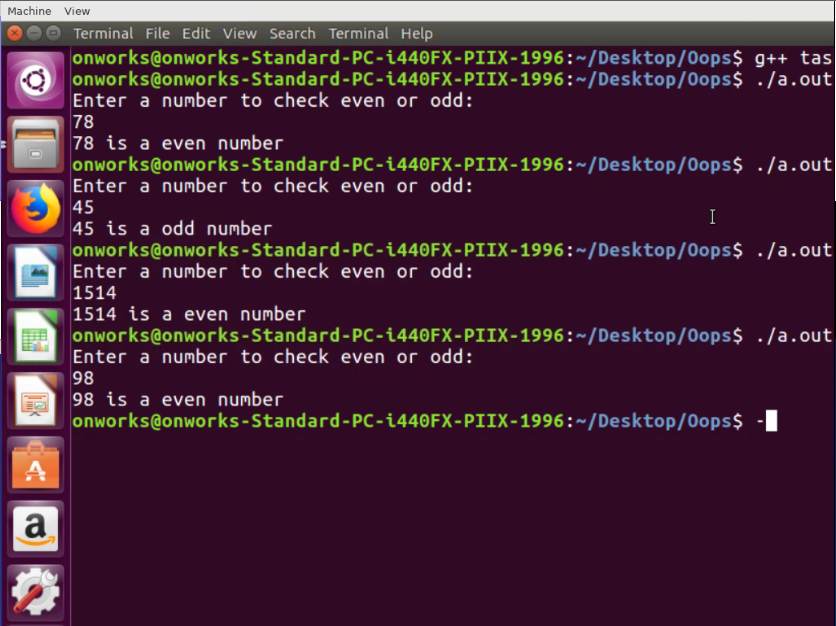 Machine View
Terminal File Edit View Search Terminal Help
onworks@onworks-Standard-PC-i440FX-PIIX-1996:~/Desktop/Oops$ g++ tas
onworks@onworks-Standard-PC-i440FX-PIIX-1996:~/Desktop/Oops$ ./a.out
Enter a number to check even or odd:
78
78 is a even number
onworks@onworks-Standard-PC-i440FX-PIIX-1996:~/Desktop/Oops$ ./a.out
Enter a number to check even or odd:
45
45 is a odd number
onworks@onworks-Standard-PC-i440FX-PIIX-1996:~/Desktop/Oops$ ./a.out
Enter a number to check even or odd:
1514
1514 is a even number
onworks@onworks-Standard-PC-i440FX-PIIX-1996:~/Desktop/Oops$ ./a.out
Enter a number to check even or odd:
98
98 is a even number
onworks@onworks-Standard-PC-i440FX-PIIX-1996:~/Desktop/Oops$ -